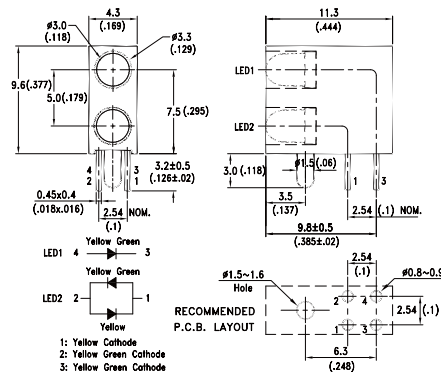 4.3
(.169)
11.3
(.444)
ø3.0
(.118)
ø3.3
(.129)
9.6(.377)
5.0(.179)
7.5(.295)
LED1
LED2
4
2
3
1
3.2±0.5
(.126±.02)
0.45x0.4
(.018x.016)
2.54 NOM.
(.1)
3.0(.118)
ø1.5(.06)
1
3
3.5
(.137)
2.54 (.1) NOM.
9.8±0.5
(.385±.02)
Yellow Green
LED1 4 3
Yellow Green
LED2 2 1
Yellow
1: Yellow Cathode
2: Yellow Green Cathode
3: Yellow Green Cathode
2.54
(.1)
ø1.5~1.6
Hole
ø0.8~0.9
2 4
2.54(.1)
1 3
RECOMMENDED
P.C.B. LAYOUT
6.3
(.248)